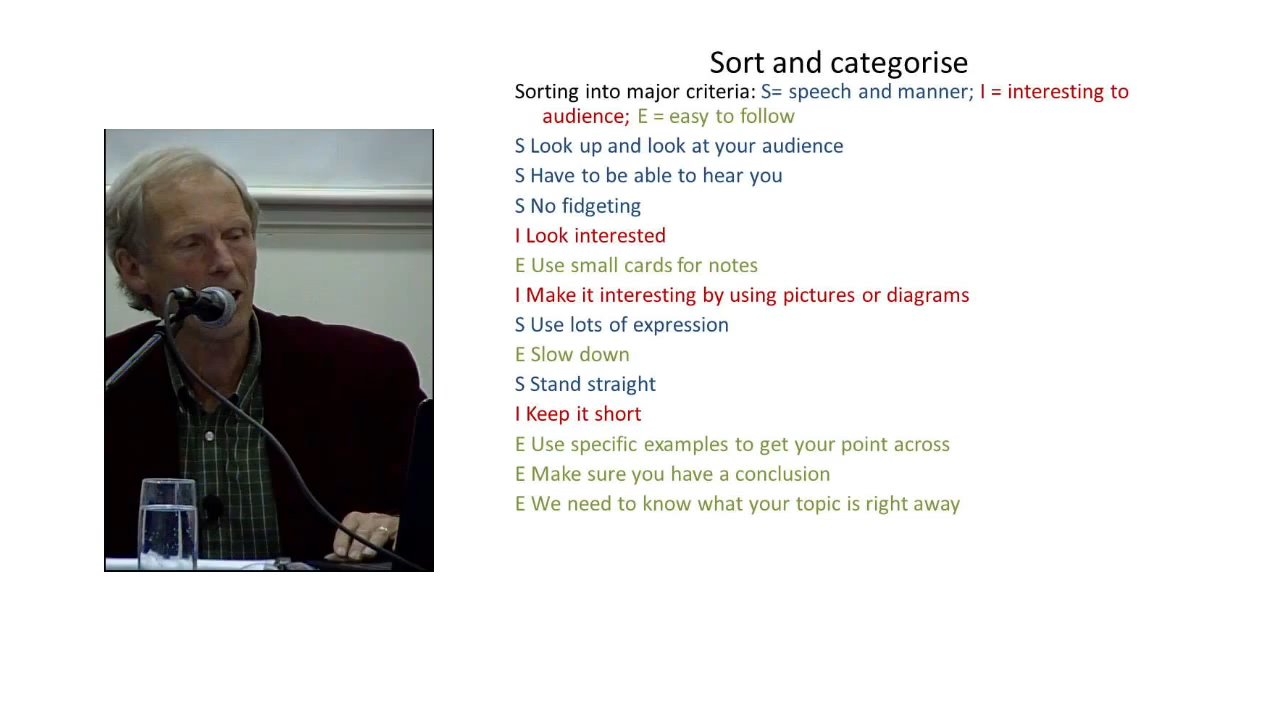 Sort and categorise
Sorting into major criteria: S= speech and manner; I = interesting to
audience; E = easy to follow
S Look up and look at your audience
S Have to be able to hear you
S No fidgeting
I Look interested
E Use small cards for notes
I Make it interesting by using pictures or diagrams
S Use lots of expression
E Slow down
S Stand straight
I Keep it short
E Use specific examples to get your point across
E Make sure you have a conclusion
E We need to know what your topic is right away